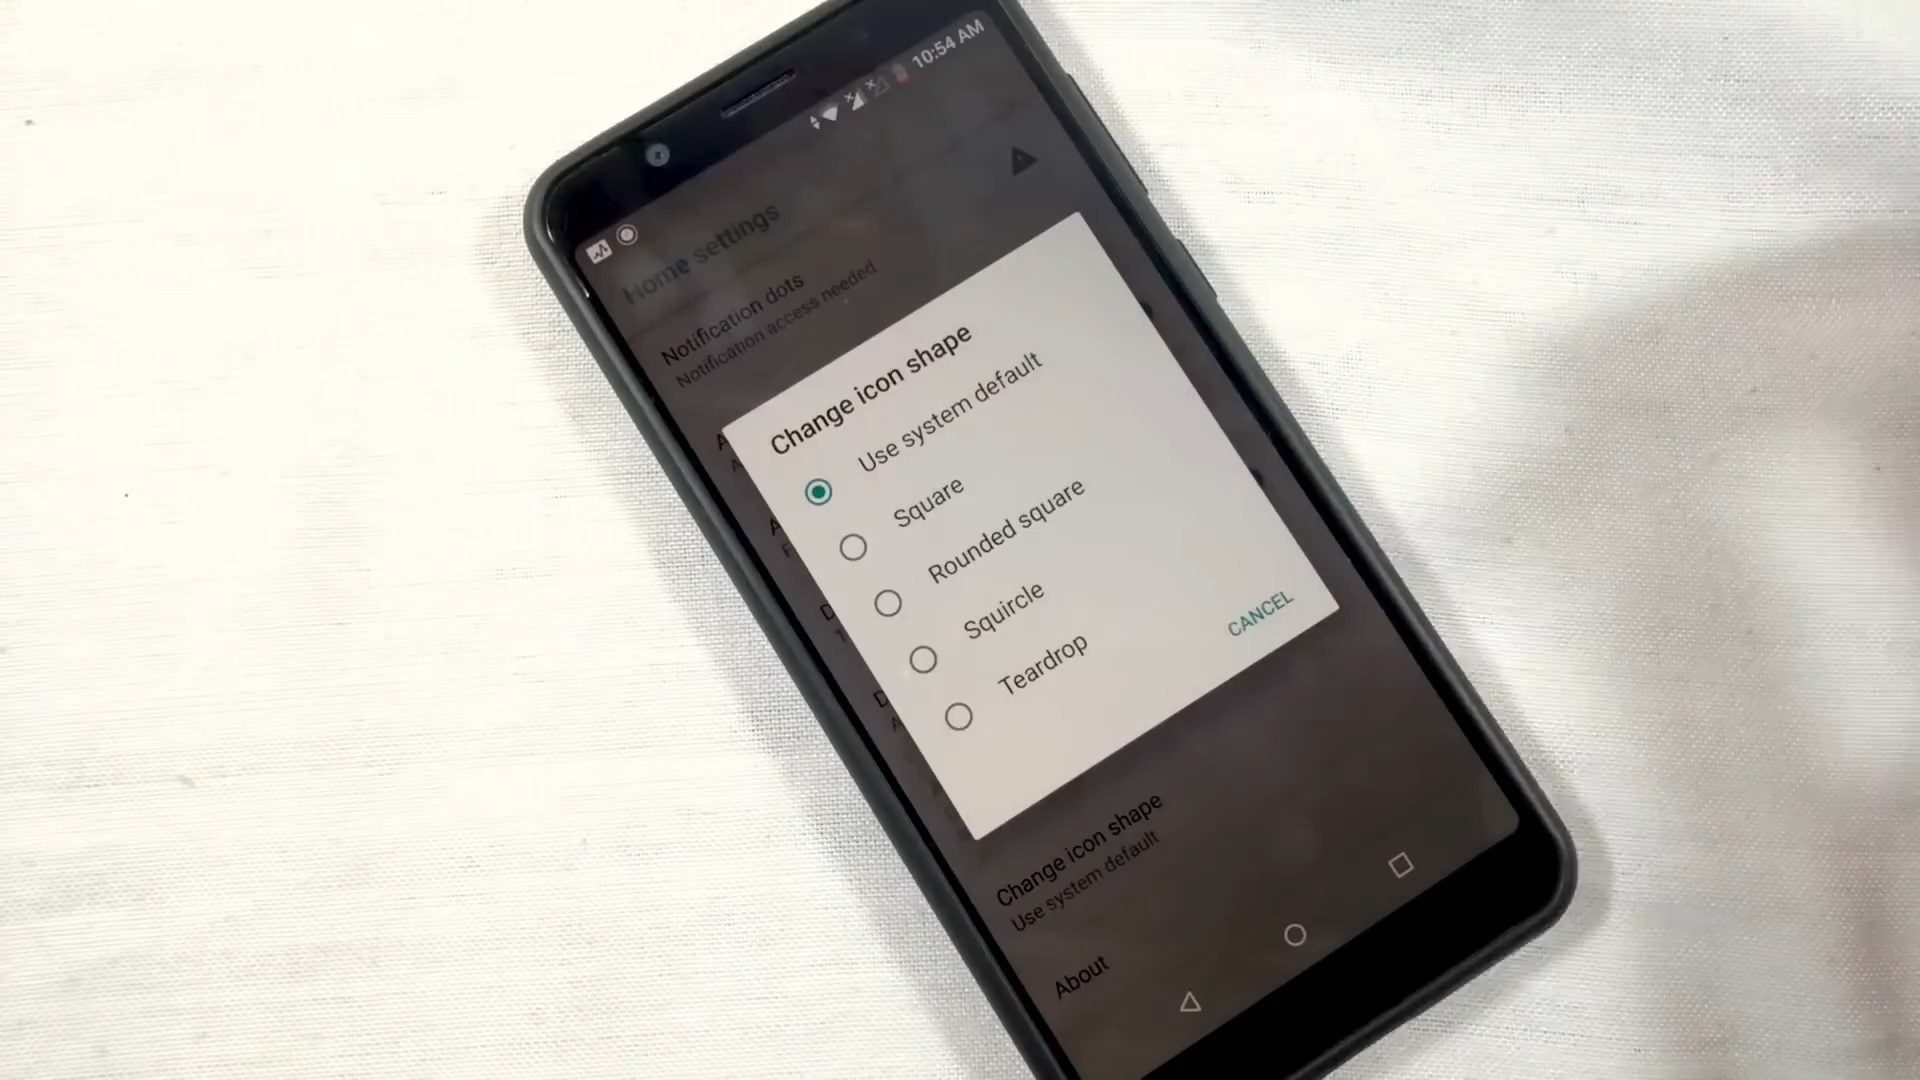 10:54 AM
Home settings
Notification dots
Notification access needed
Change icon shape
Use system default
Square
Rounded square
Squircle
Teardrop
CANCEL
Change icon shape
Use system default
About